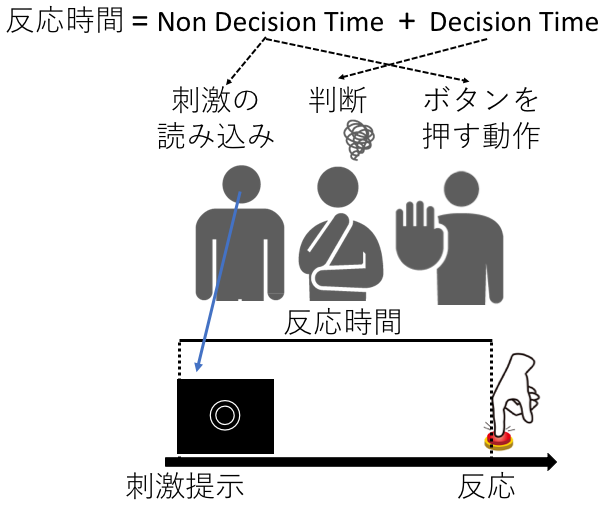 反応時間 = Non Decision Time + Decision Time
刺激の
読み込み
判断
ボタンを
押す動作
反応時間
刺激提示
反応